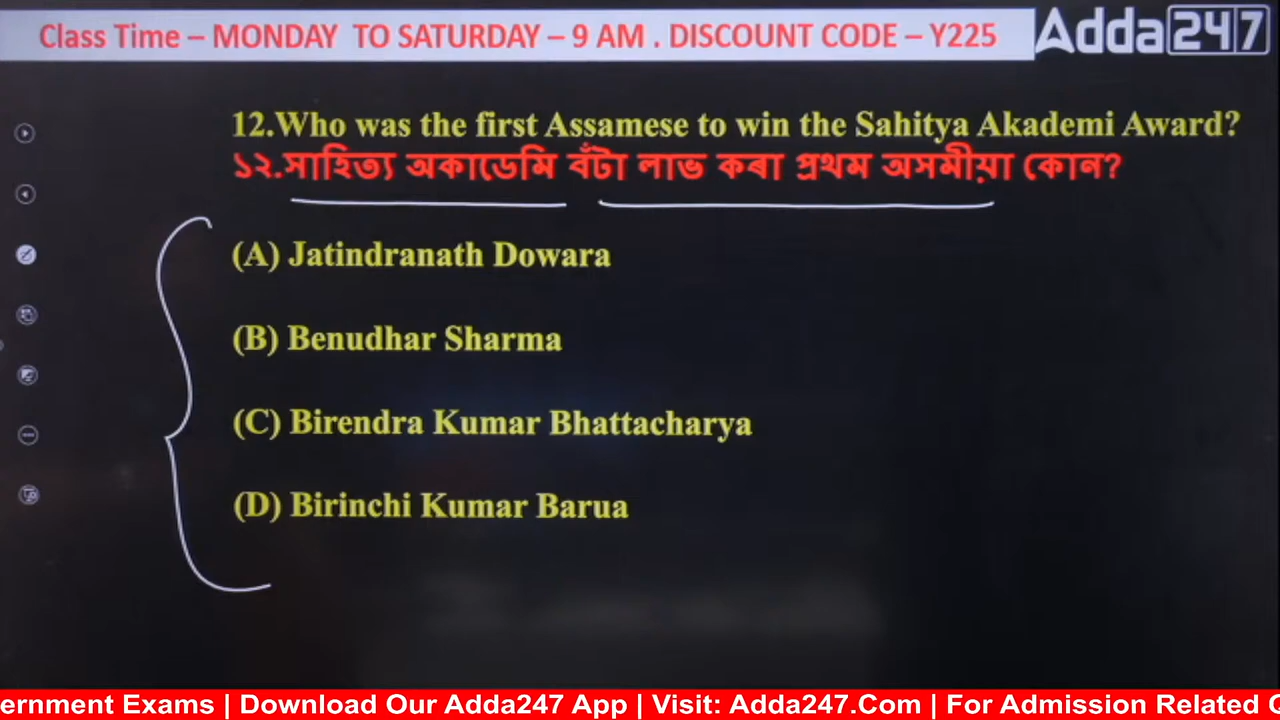 Class Time – MONDAY TO SATURDAY – 9 AM . DISCOUNT CODE – Y225
Adda247
12.Who was the first Assamese to win the Sahitya Akademi Award?
১২.সাহিত্য অকাডেমি বঁটা লাভ কৰা প্ৰথম অসমীয়া কোন?
(A) Jatindranath Dowara
(B) Benudhar Sharma
(C) Birendra Kumar Bhattacharya
(D) Birinchi Kumar Barua
ernment Exams | Download Our Adda247 App | Visit: Adda247.Com | For Admission Related